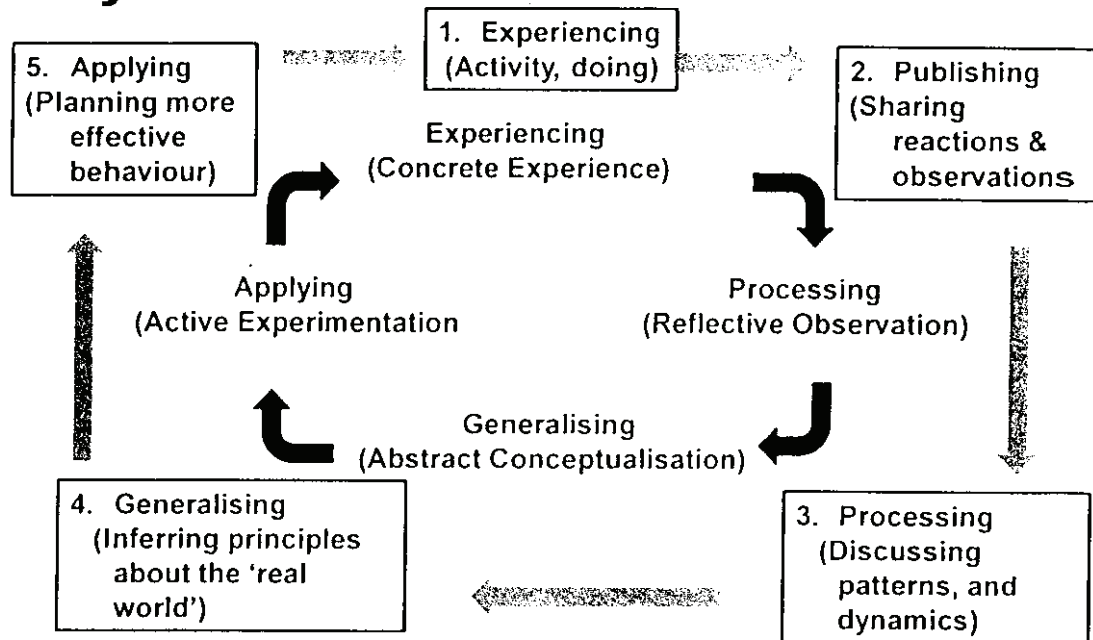 1. Experiencing
(Activity, doing)
2. Publishing
(Sharing
reactions &
observations
3. Processing
(Discussing
patterns, and
dynamics)
4. Generalising
(Inferring principles
about the 'real
world')
5. Applying
(Planning more
effective
behaviour)
Experiencing
(Concrete Experience)
Processing
(Reflective Observation)
Generalising
(Abstract Conceptualisation)
Applying
(Active Experimentation